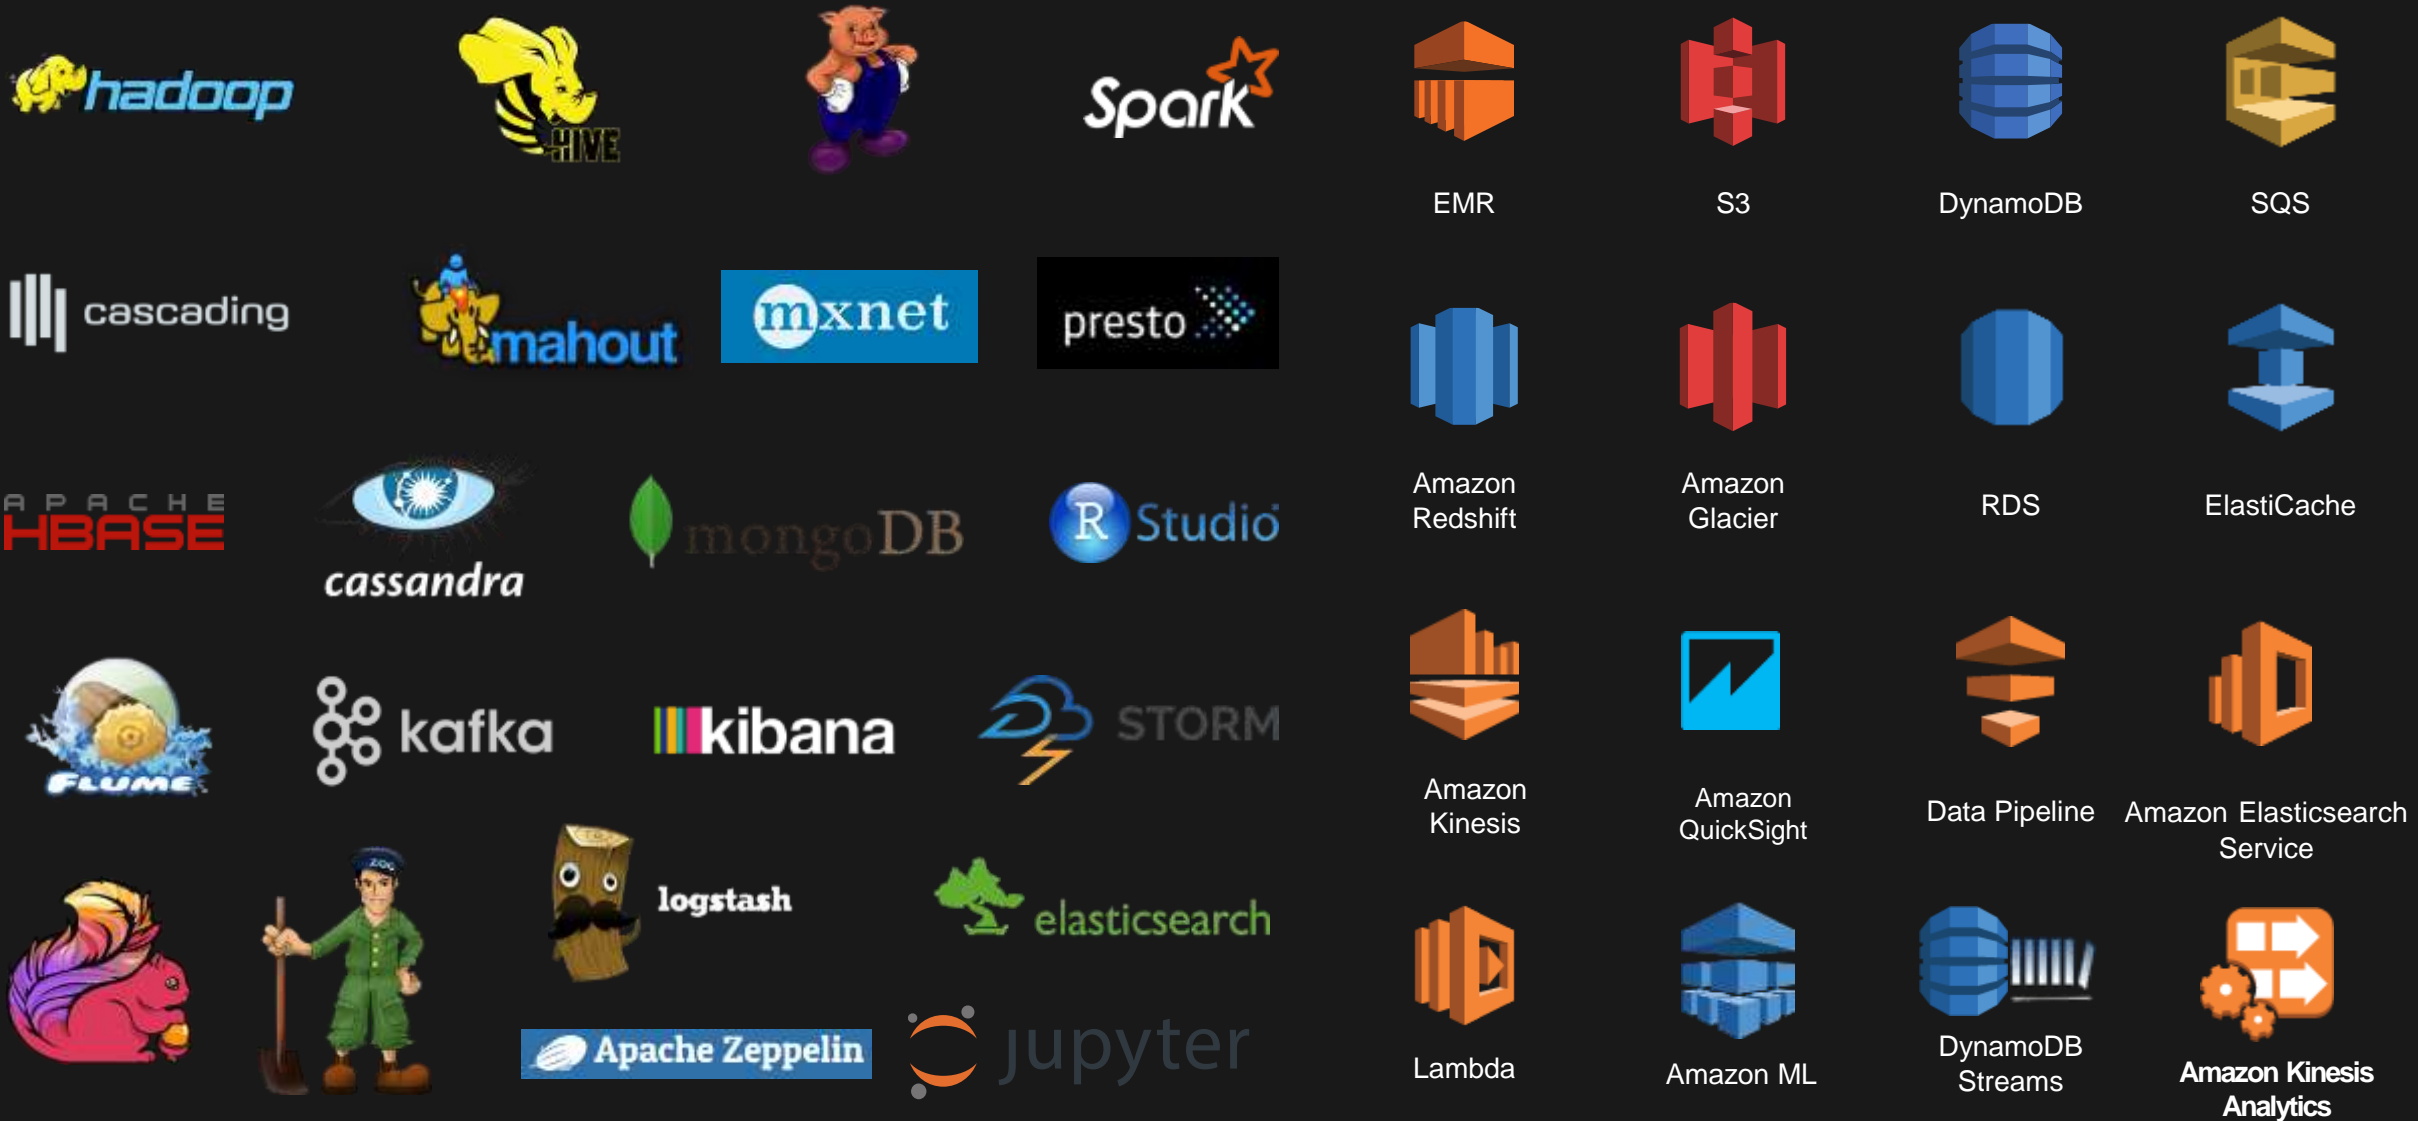 hadoop
HIVE
Spark
EMR
S3
DynamoDB
SQS
cascading
mahout
mxnet
presto
Amazon
Redshift
Amazon
Glacier
RDS
ElastiCache
APACHE
HBASE
cassandra
mongoDB
R Studio
FLUME
kafka
kibana
STORM
Amazon
Kinesis
Amazon
QuickSight
Data Pipeline
Amazon Elasticsearch
Service
ZOO
logstash
elasticsearch
Apache Zeppelin
jupyter
Lambda
Amazon ML
DynamoDB
Streams
Amazon Kinesis
Analytics